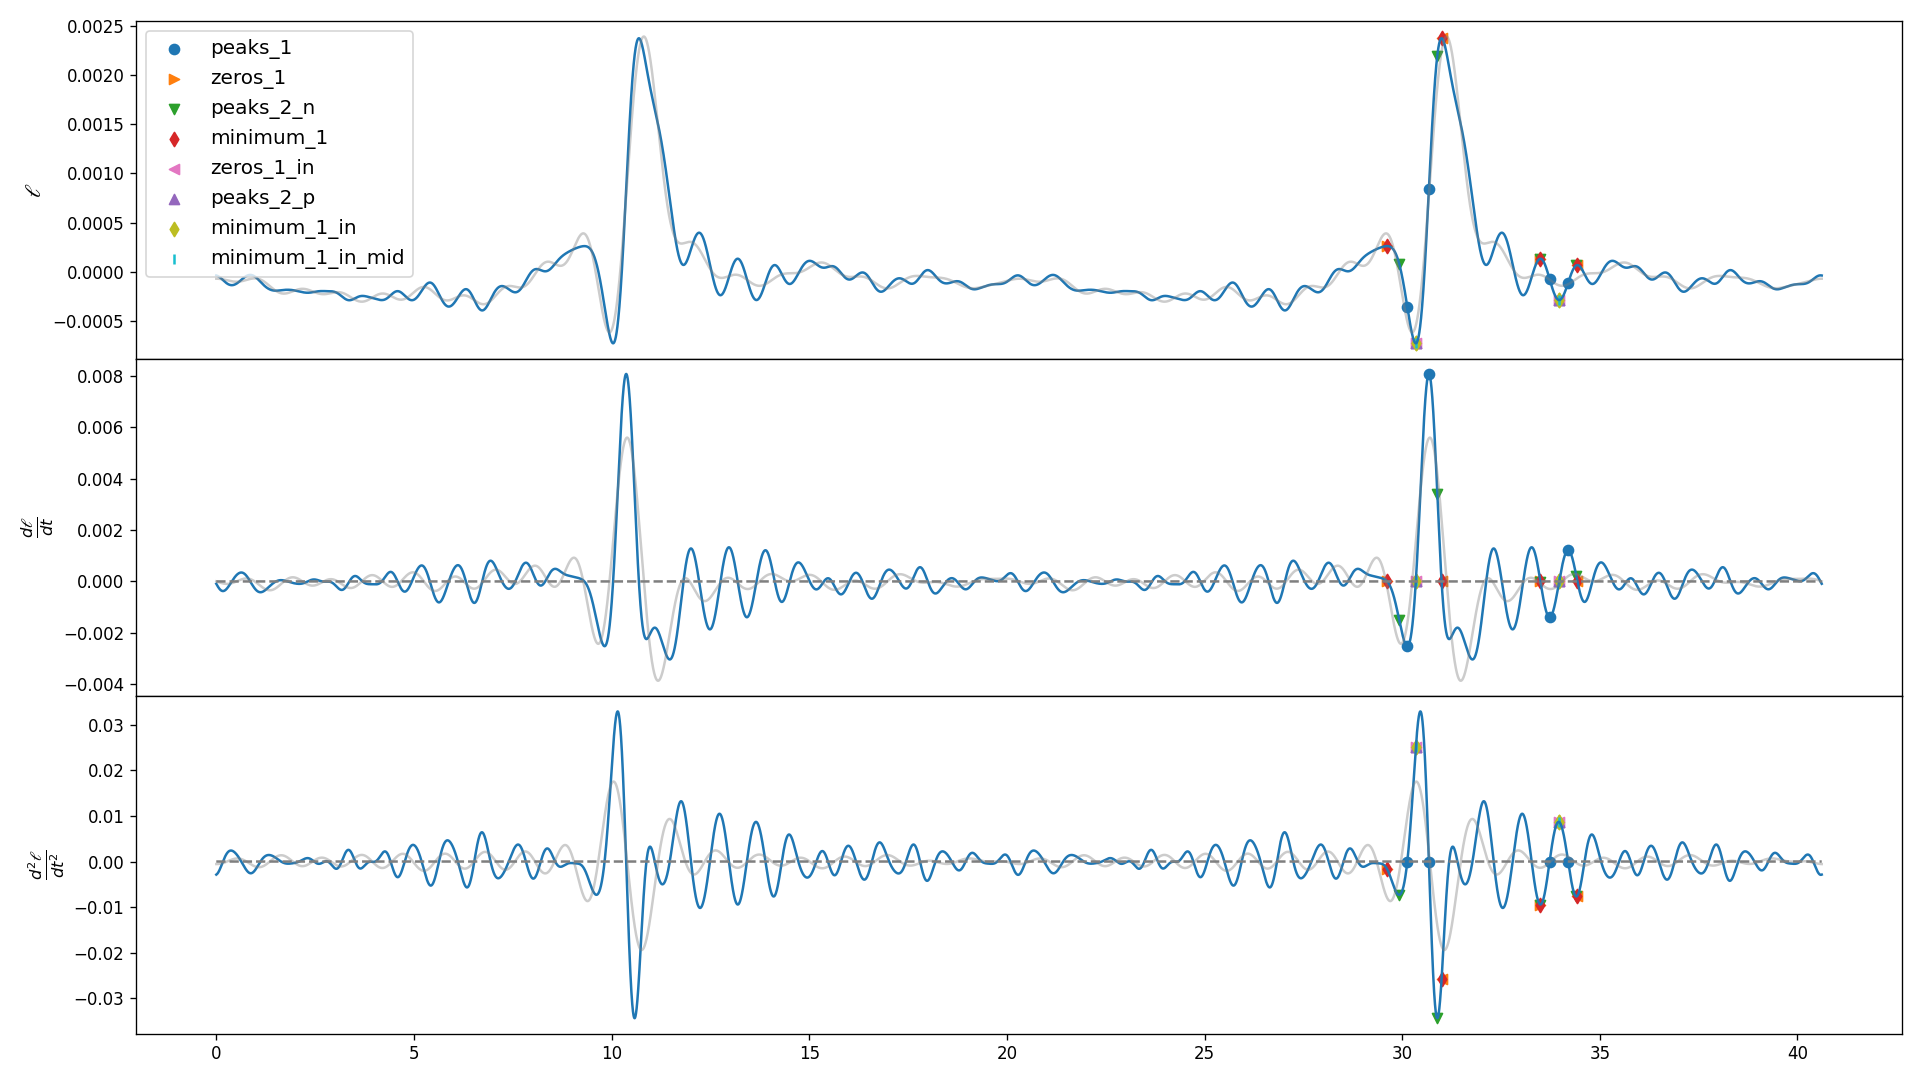 0.0025
0.0020
0.0015
0.0010
0.0005
0.0000
−0.0005
ℓ
peaks_1
zeros_1
peaks_2_n
minimum_1
zeros_1_in
peaks_2_p
minimum_1_in
minimum_1_in_mid
0.008
0.006
0.004
0.002
0.000
−0.002
−0.004
dℓ
dt
0.03
0.02
0.01
0.00
−0.01
−0.02
−0.03
d²ℓ
dt²
0 5 10 15 20 25 30 35 40